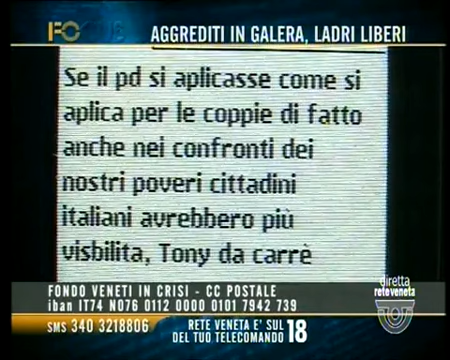 FOCUS
AGGREDITI IN GALERA, LADRI LIBERI
Se il pd si aplicasse come si
aplica per le coppie di fatto
anche nei confronti dei
nostri poveri cittadini
italiani avrebbero più
visbilita, Tony da carrè
diretta
reteveneta
FONDO VENETI IN CRISI - CC POSTALE
iban IT74 N076 0112 0000 0101 7942 739
SMS 340 3218806
RETE VENETA E' SUL
DEL TUO TELECOMANDO 18